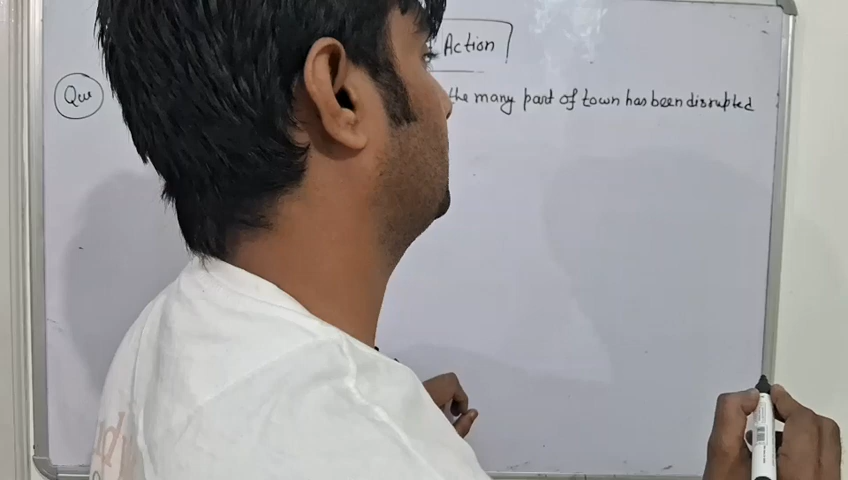 Action
Que the many part of town has been disrupted